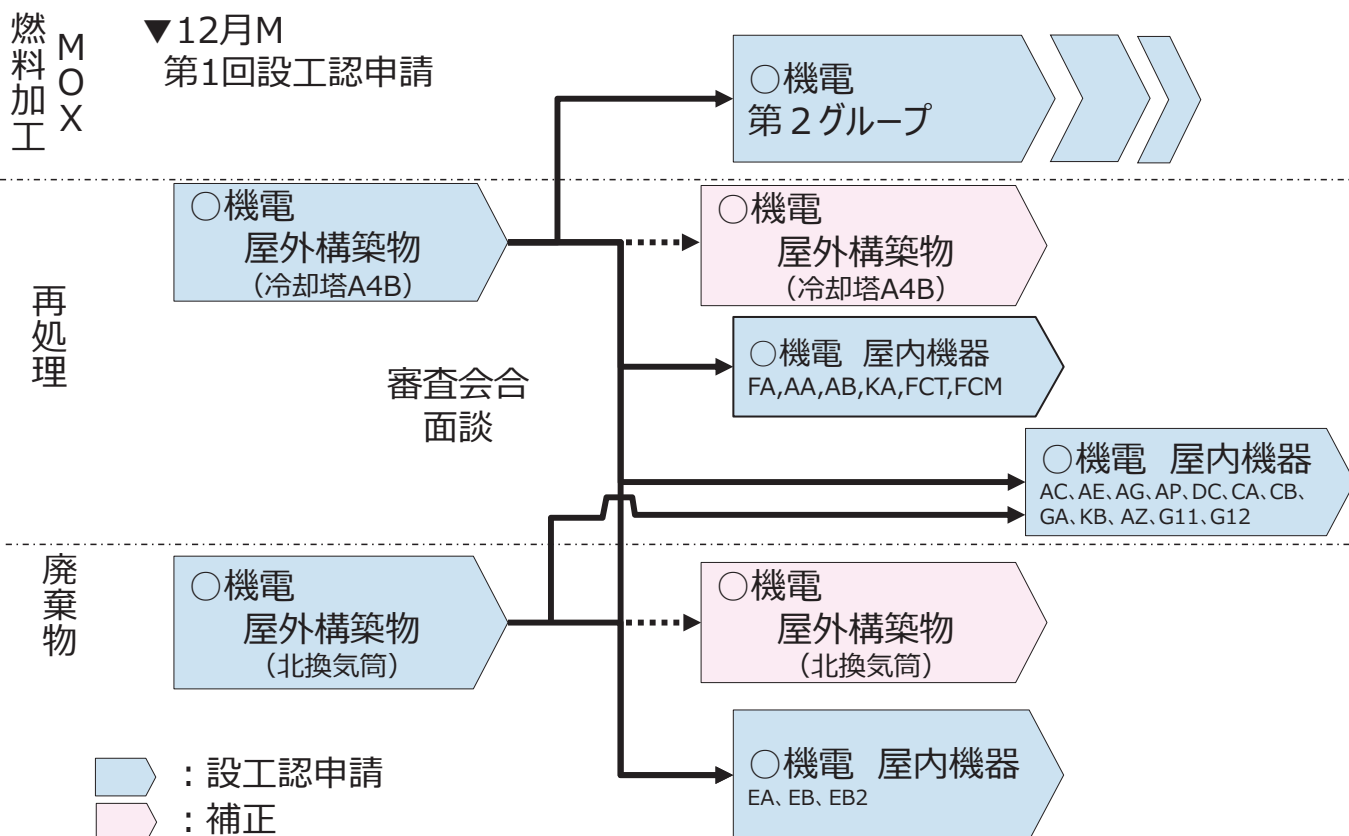 MOX
燃料加工
▼12月M
第1回設工認申請
○機電
第２グループ
再処理
○機電
屋外構築物
（冷却塔A4B）
○機電
屋外構築物
（冷却塔A4B）
審査会合
面談
○機電 屋内機器
FA,AA,AB,KA,FCT,FCM
○機電 屋内機器
AC、AE、AG、AP、DC、CA、CB、
GA、KB、AZ、G11、G12
廃棄物
○機電
屋外構築物
（北換気筒）
○機電
屋外構築物
（北換気筒）
○機電 屋内機器
EA、EB、EB2
：設工認申請
：補正